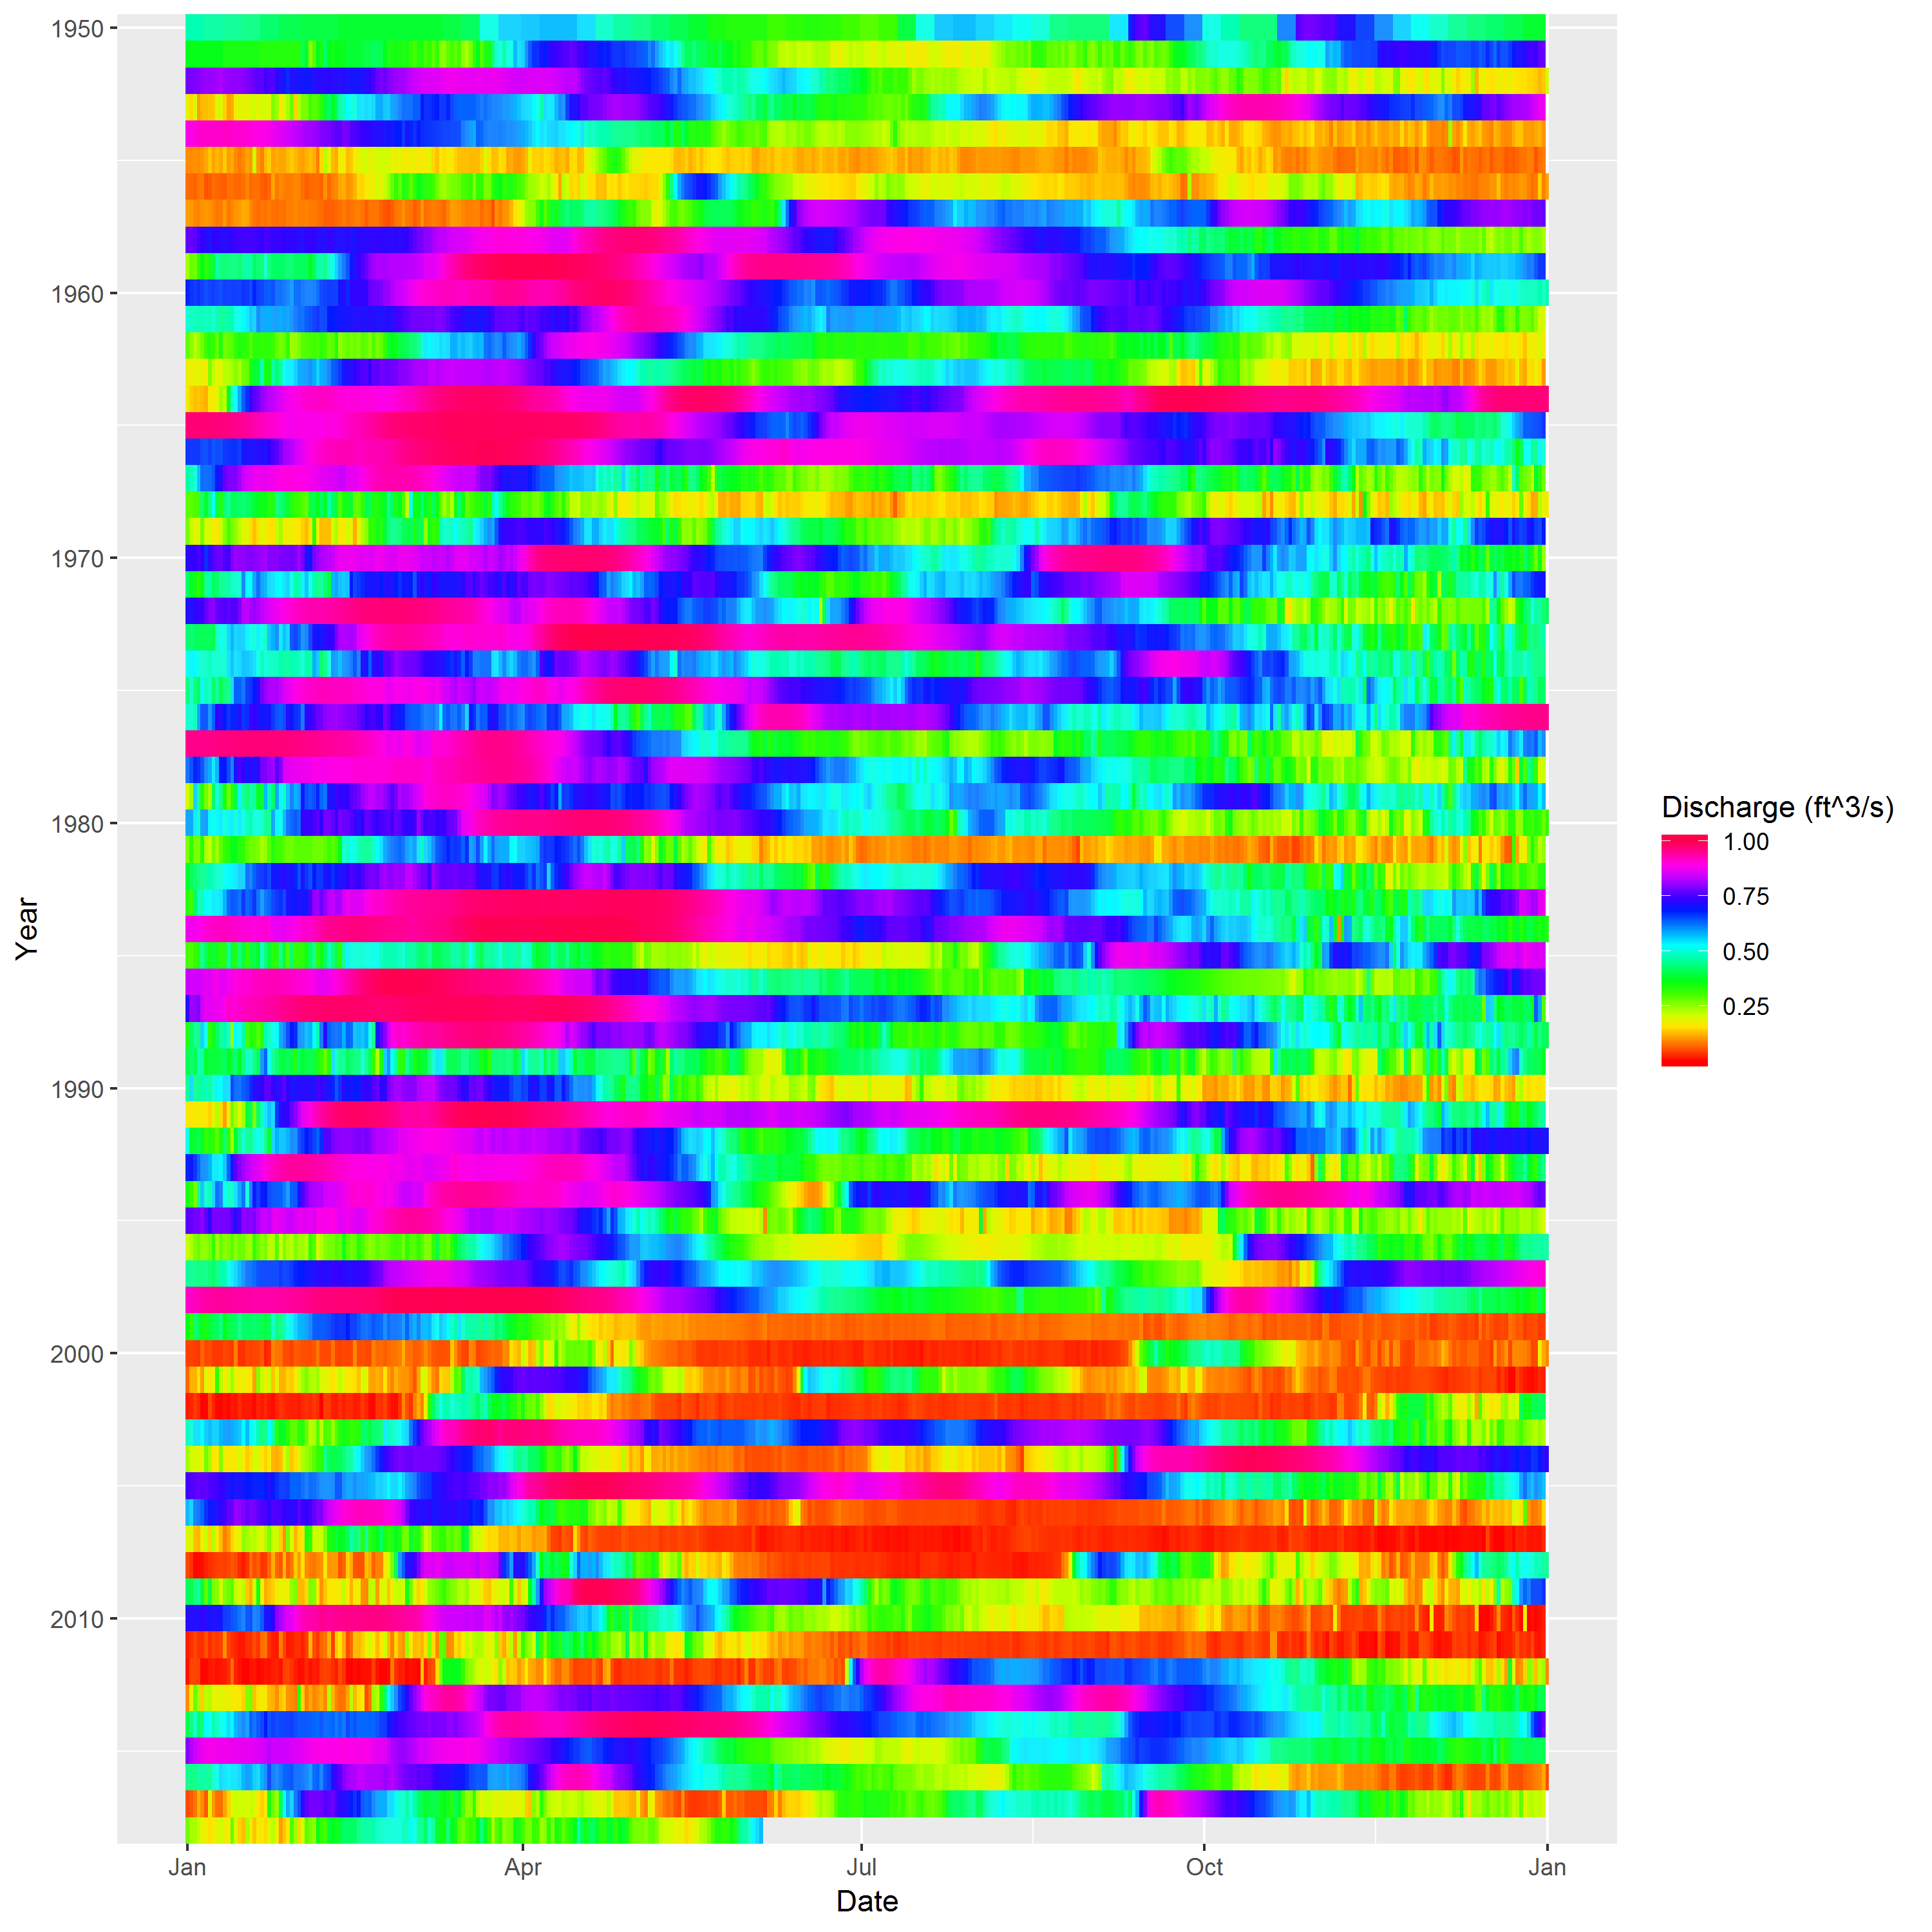 1950
1960
1970
1980
1990
2000
2010
Year
Jan
Apr
Jul
Oct
Jan
Date
Discharge (ft^3/s)
1.00
0.75
0.50
0.25